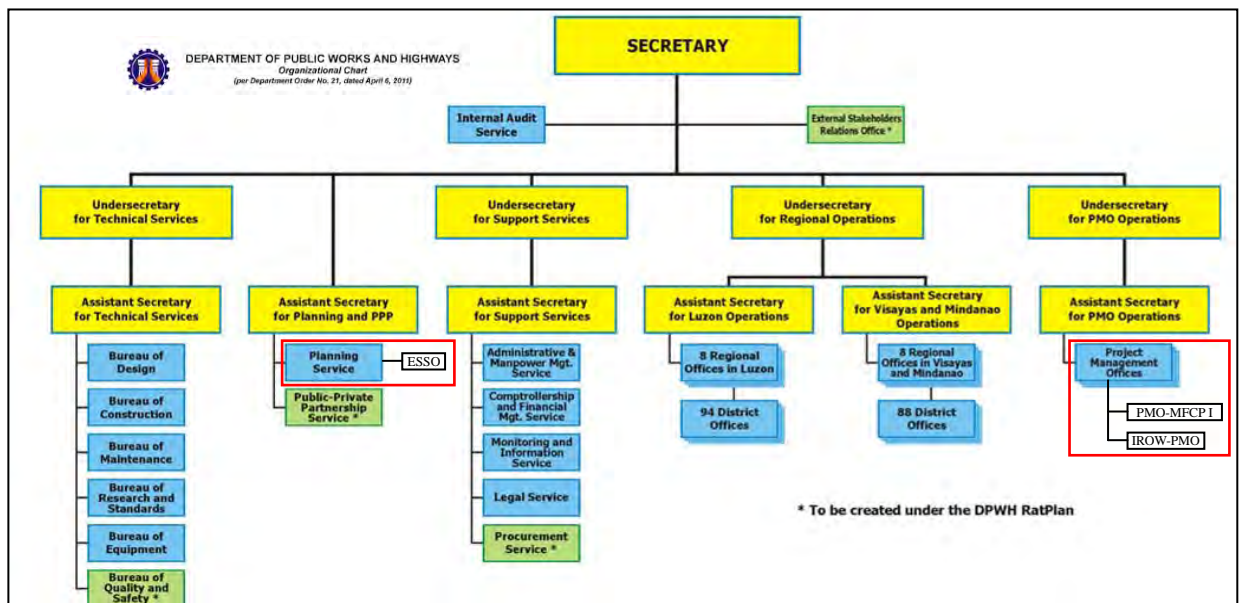 SECRETARY
DEPARTMENT OF PUBLIC WORKS AND HIGHWAYS
Organizational Chart
(per Department Order No. 21, dated April 6, 2011)
Internal Audit
Service
External Stakeholders
Relations Office *
Undersecretary
for Technical Services
Undersecretary
for Support Services
Undersecretary
for Regional Operations
Undersecretary
for PMO Operations
Assistant Secretary
for Technical Services
Assistant Secretary
for Planning and PPP
Assistant Secretary
for Support Services
Assistant Secretary
for Luzon Operations
Assistant Secretary
for Visayas and Mindanao
Operations
Assistant Secretary
for PMO Operations
Bureau of
Design
Bureau of
Construction
Bureau of
Maintenance
Bureau of
Research and
Standards
Bureau of
Equipment
Bureau of
Quality and
Safety *
Planning
Service
ESSO
Public-Private
Partnership
Service *
Administrative &
Manpower Mgt.
Service
Comptrollership
and Financial
Mgt. Service
Monitoring and
Information
Service
Legal Service
Procurement
Service *
8 Regional
Offices in Luzon
94 District
Offices
8 Regional
Offices in Visayas
and Mindanao
88 District
Offices
Project
Management
Offices
PMO-MFCP I
IROW-PMO
* To be created under the DPWH RatPlan